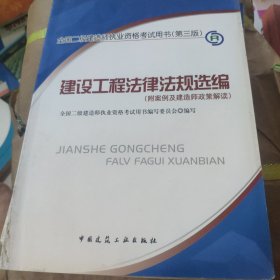 全国二级建造师执业资格考试用书(第三版)
建设工程法律法规选编
(附案例及建造师政策解读)
全国二级建造师执业资格考试用书编写委员会◎编写
JIANSHE GONGCHENG
FALV FAGUI XUANBIAN
中国建筑工业出版社